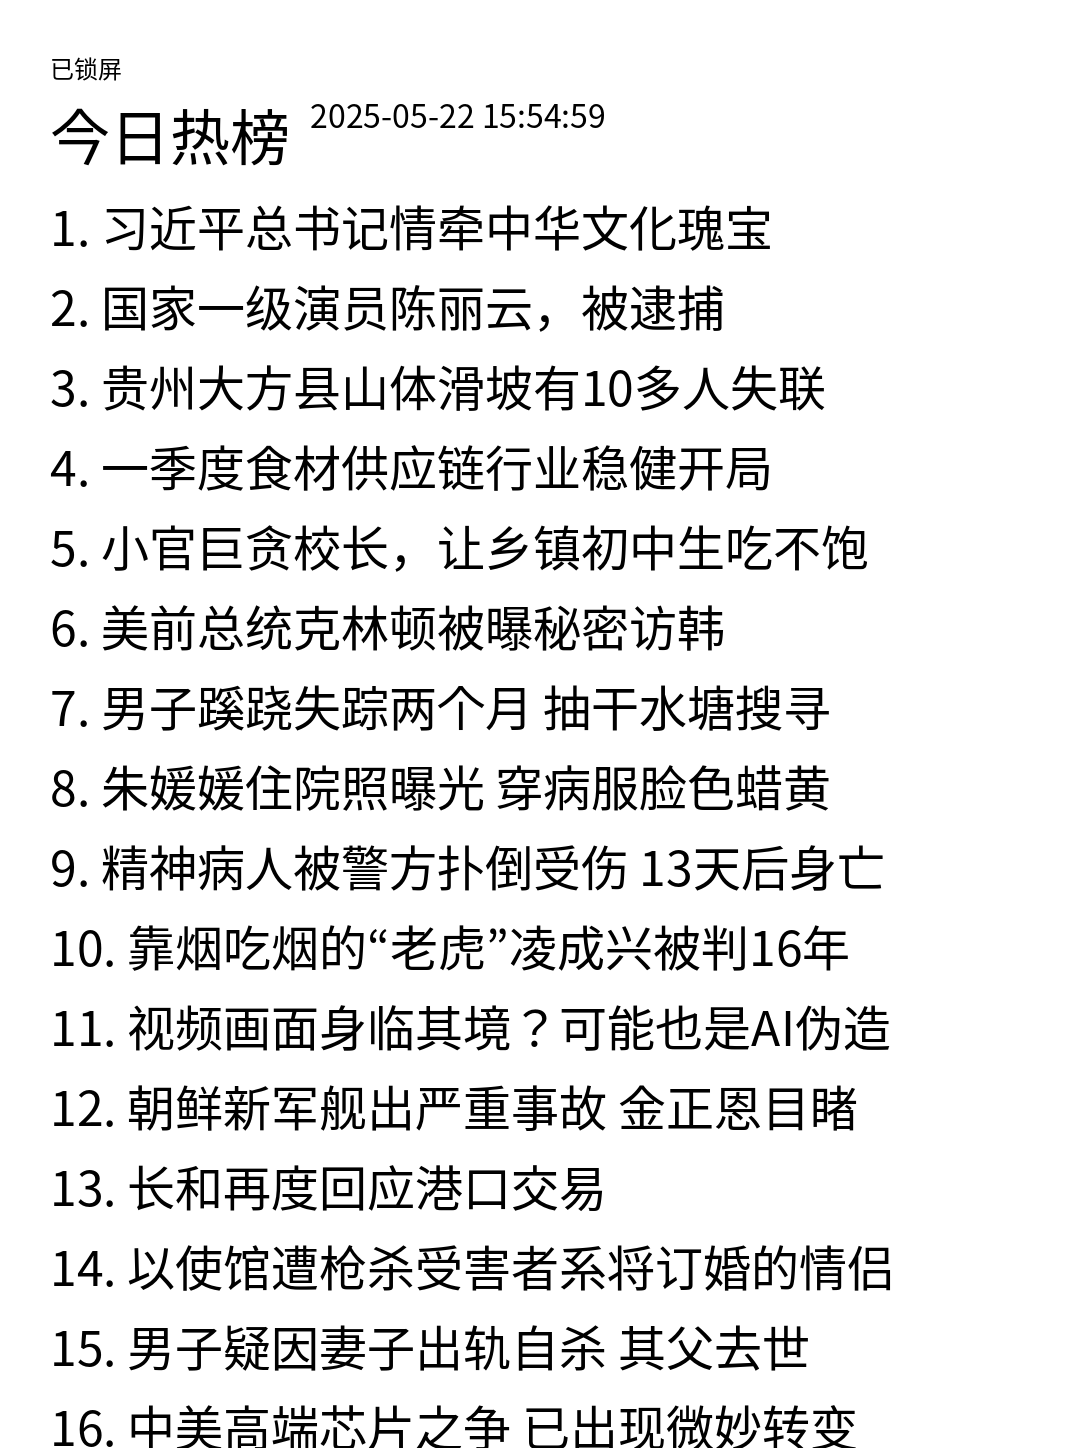 已锁屏
今日热榜 2025-05-22 15:54:59
1. 习近平总书记情牵中华文化瑰宝
2. 国家一级演员陈丽云，被逮捕
3. 贵州大方县山体滑坡有10多人失联
4. 一季度食材供应链行业稳健开局
5. 小官巨贪校长，让乡镇初中生吃不饱
6. 美前总统克林顿被曝秘密访韩
7. 男子蹊跷失踪两个月 抽干水塘搜寻
8. 朱媛媛住院照曝光 穿病服脸色蜡黄
9. 精神病人被警方扑倒受伤 13天后身亡
10. 靠烟吃烟的“老虎”凌成兴被判16年
11. 视频画面身临其境？可能也是AI伪造
12. 朝鲜新军舰出严重事故 金正恩目睹
13. 长和再度回应港口交易
14. 以使馆遭枪杀受害者系将订婚的情侣
15. 男子疑因妻子出轨自杀 其父去世
16. 中美高端芯片之争 已出现微妙转变